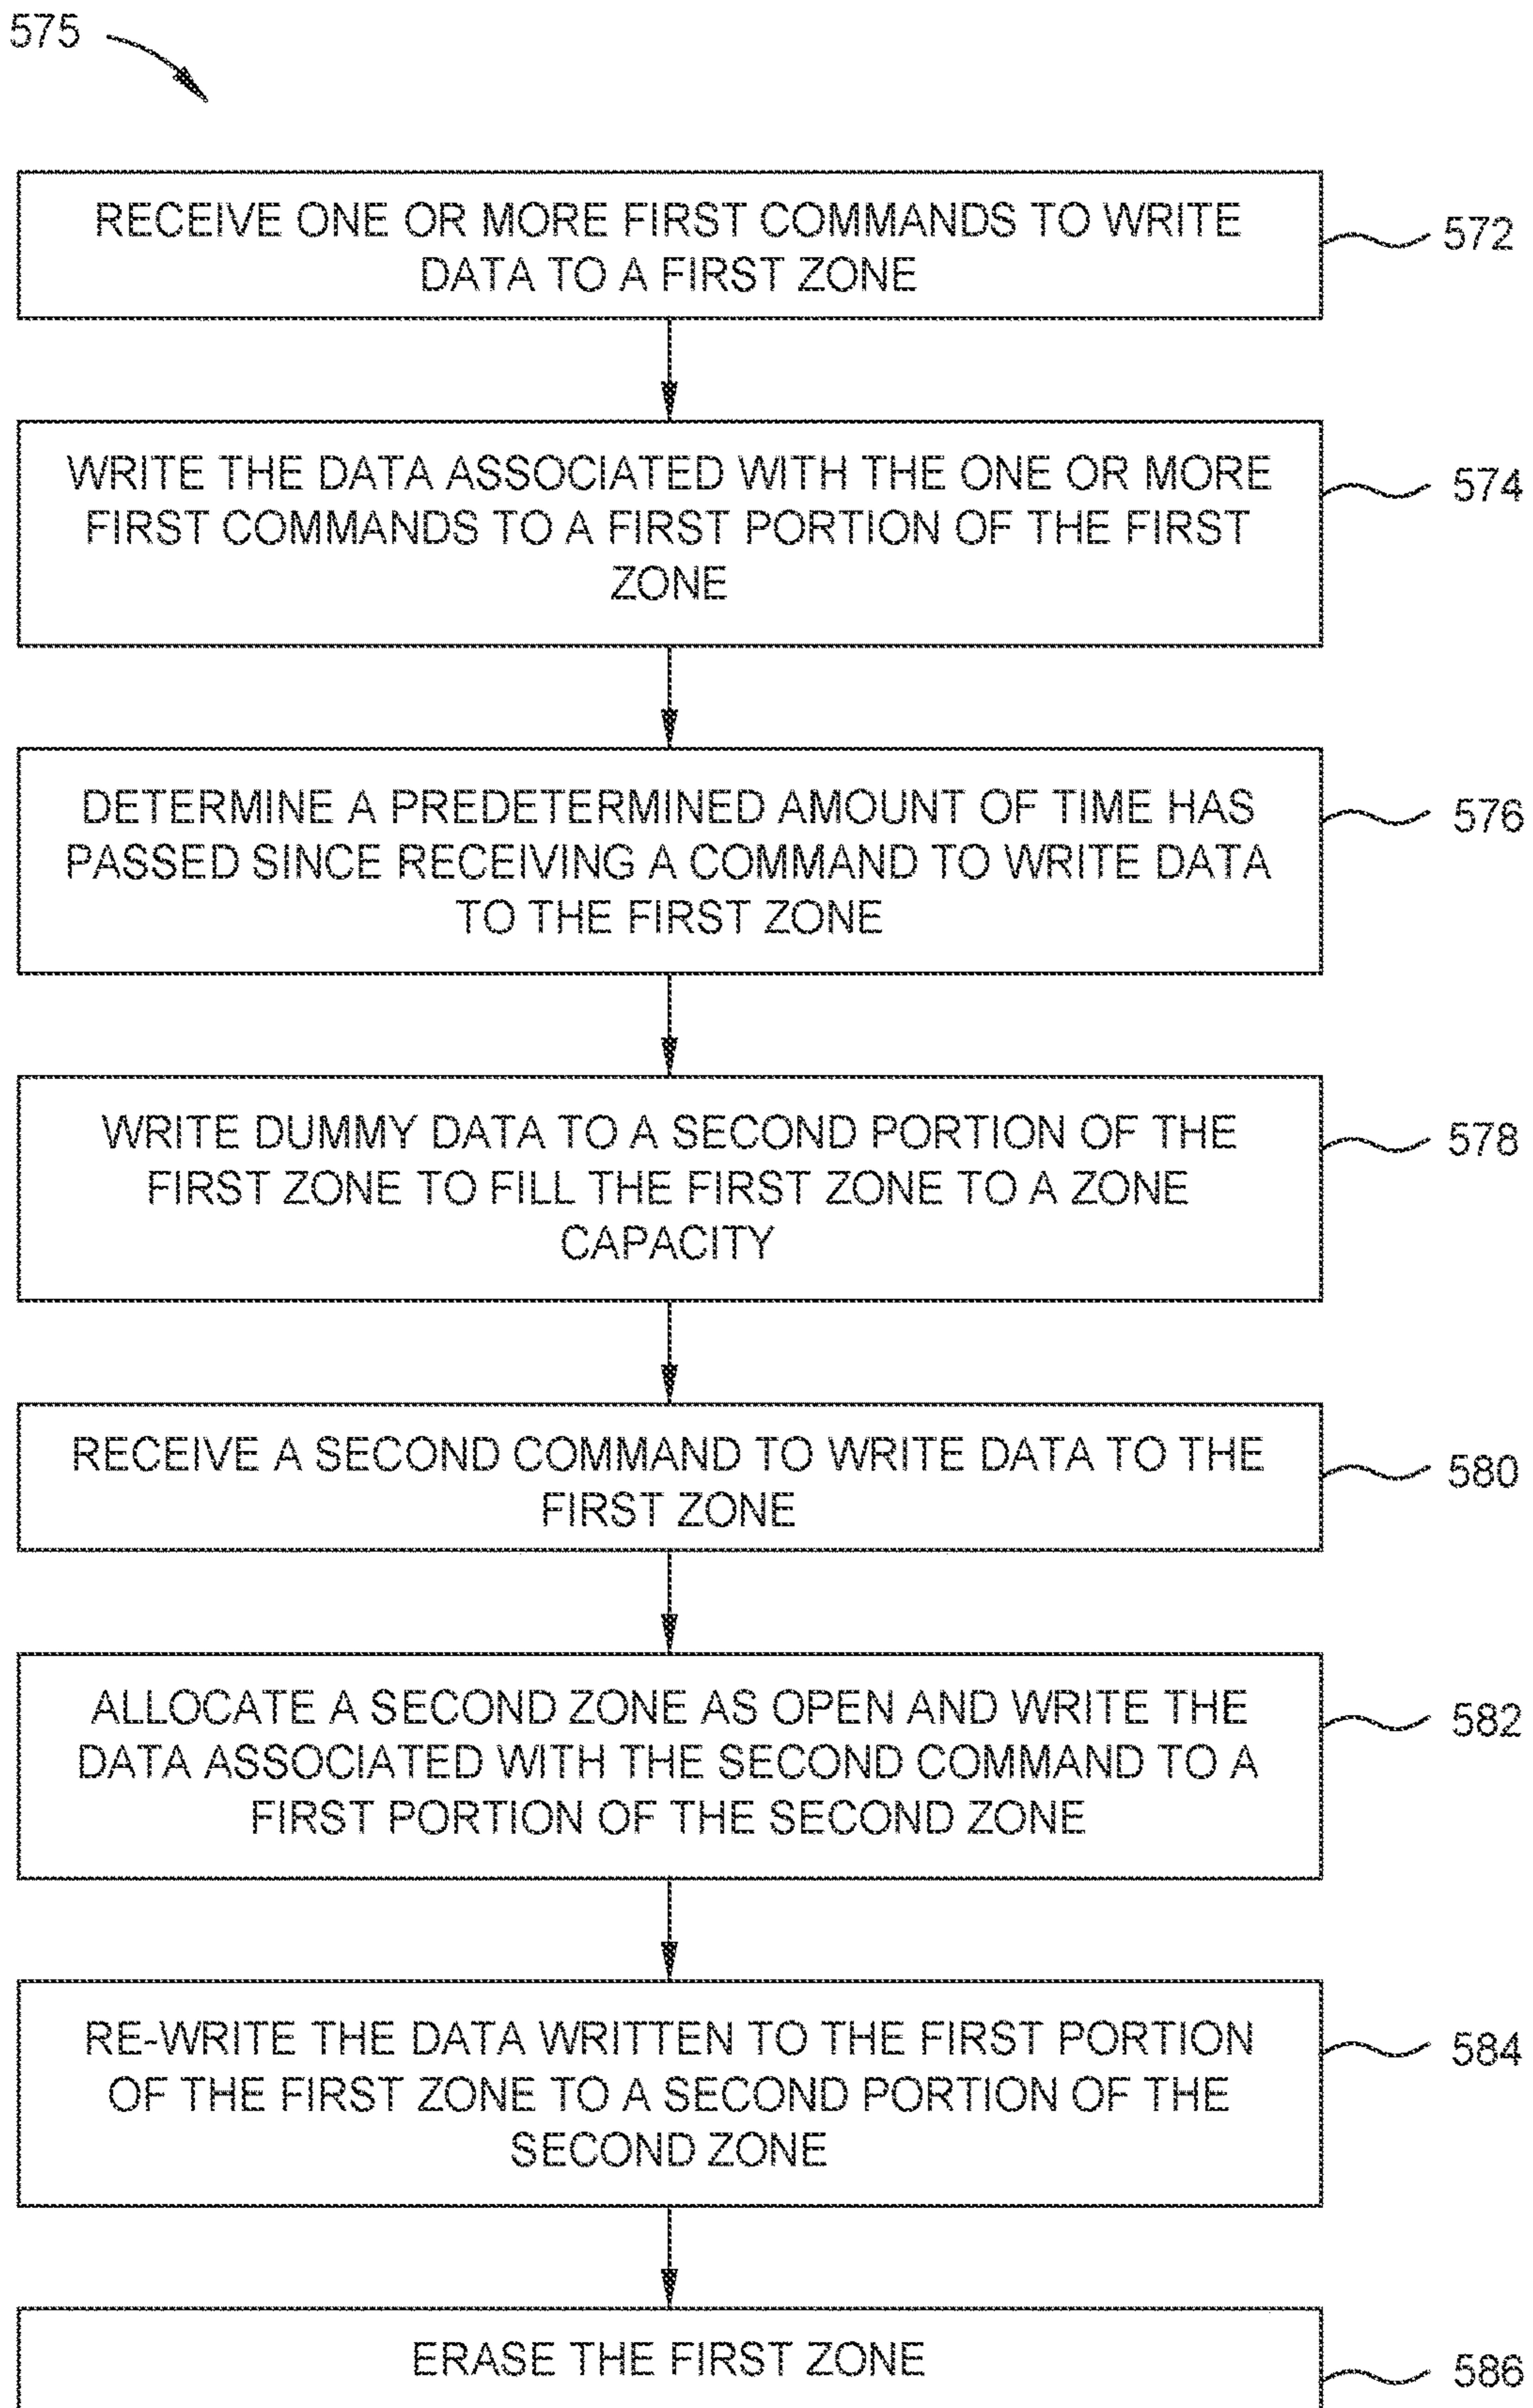 575
RECEIVE ONE OR MORE FIRST COMMANDS TO WRITE
DATA TO A FIRST ZONE
572
WRITE THE DATA ASSOCIATED WITH THE ONE OR MORE
FIRST COMMANDS TO A FIRST PORTION OF THE FIRST
ZONE
574
DETERMINE A PREDETERMINED AMOUNT OF TIME HAS
PASSED SINCE RECEIVING A COMMAND TO WRITE DATA
TO THE FIRST ZONE
576
WRITE DUMMY DATA TO A SECOND PORTION OF THE
FIRST ZONE TO FILL THE FIRST ZONE TO A ZONE
CAPACITY
578
RECEIVE A SECOND COMMAND TO WRITE DATA TO THE
FIRST ZONE
580
ALLOCATE A SECOND ZONE AS OPEN AND WRITE THE
DATA ASSOCIATED WITH THE SECOND COMMAND TO A
FIRST PORTION OF THE SECOND ZONE
582
RE-WRITE THE DATA WRITTEN TO THE FIRST PORTION
OF THE FIRST ZONE TO A SECOND PORTION OF THE
SECOND ZONE
584
ERASE THE FIRST ZONE
586